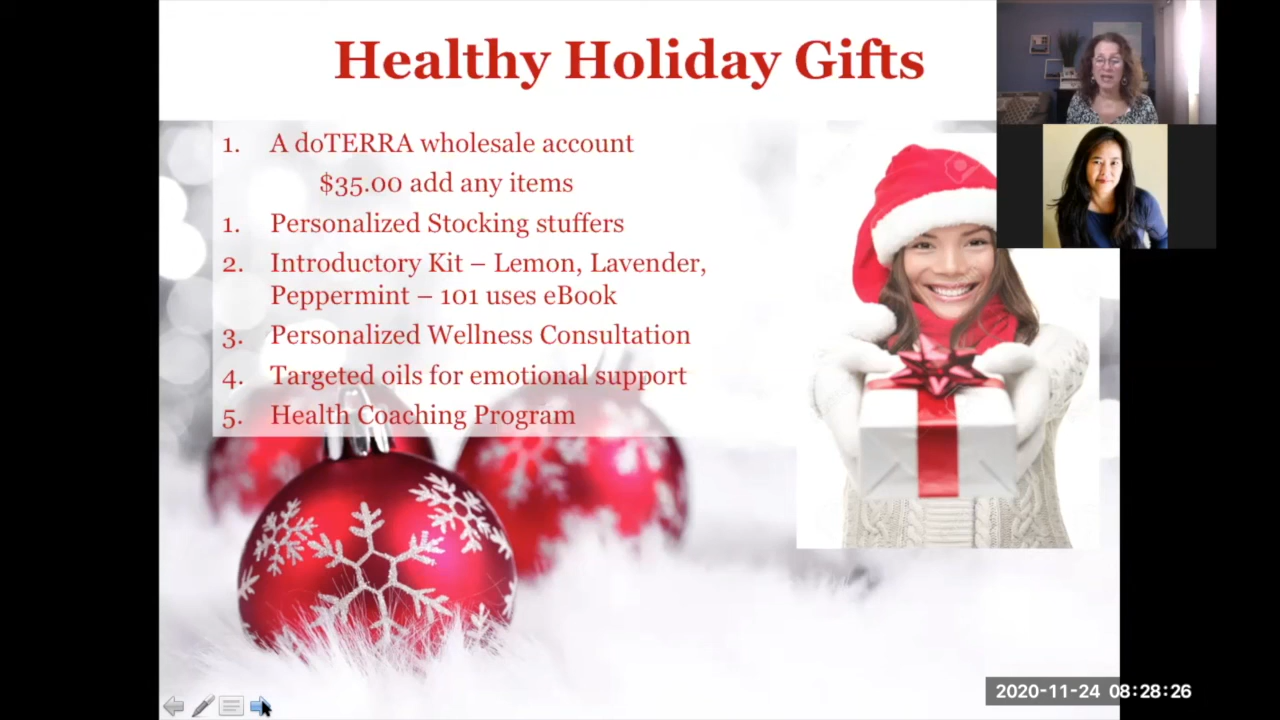 Healthy Holiday Gifts
1. A doTERRA wholesale account
$35.00 add any items
1. Personalized Stocking stuffers
2. Introductory Kit – Lemon, Lavender,
Peppermint – 101 uses eBook
3. Personalized Wellness Consultation
4. Targeted oils for emotional support
5. Health Coaching Program
2020-11-24 08:28:26